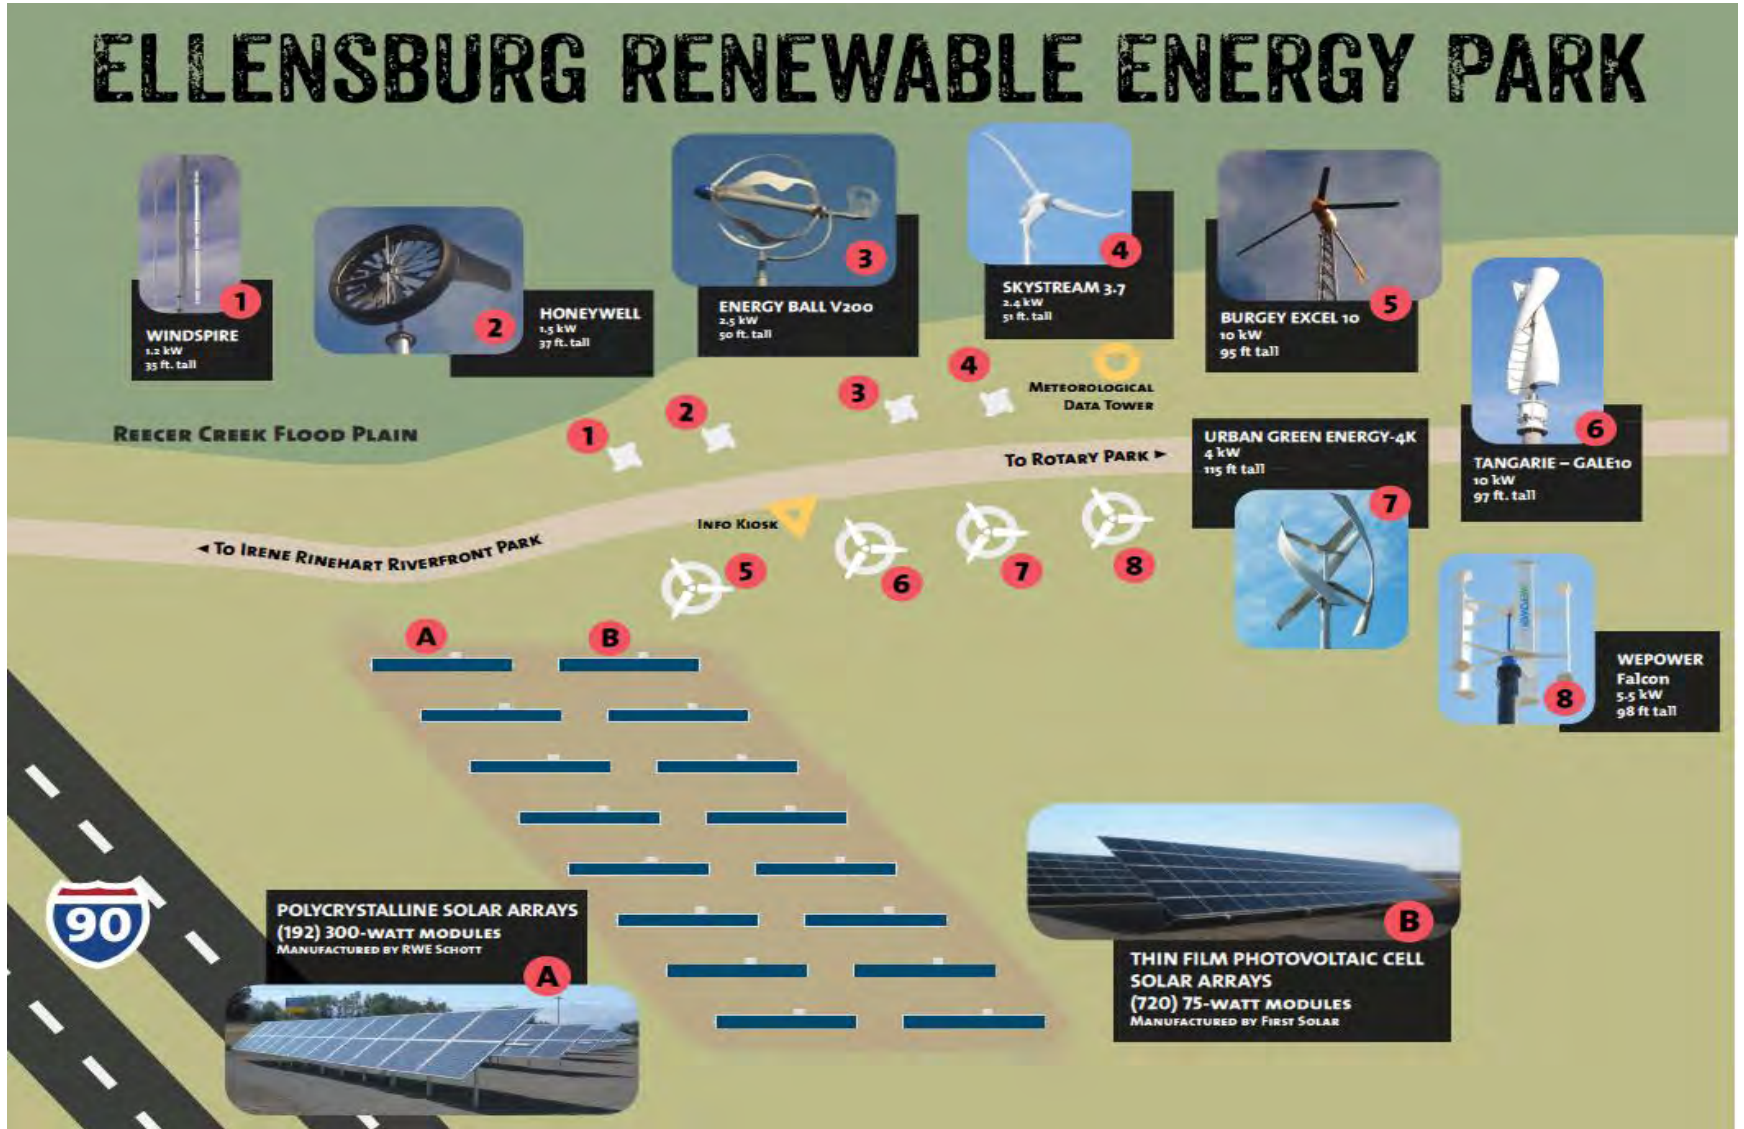 ELLENSBURG RENEWABLE ENERGY PARK
1
WINDSPIRE
1.2 kW
35 ft. tall
2
HONEYWELL
1.5 kW
37 ft. tall
3
ENERGY BALL V200
2.5 kW
50 ft. tall
4
SKYSTREAM 3.7
2.4 kW
51 ft. tall
5
BURGEY EXCEL 10
10 kW
95 ft tall
6
TANGARIE – GALE10
10 kW
97 ft. tall
URBAN GREEN ENERGY-4K
4 kW
115 ft tall
7
WEPOWER
Falcon
5.5 kW
98 ft tall
8
REECER CREEK FLOOD PLAIN
1
2
3
4
METEOROLOGICAL
DATA TOWER
TO ROTARY PARK ►
INFO KIOSK
◄ TO IRENE RINEHART RIVERFRONT PARK
5
6
7
8
A
B
90
POLYCRYSTALLINE SOLAR ARRAYS
(192) 300-WATT MODULES
MANUFACTURED BY RWE SCHOTT
A
B
THIN FILM PHOTOVOLTAIC CELL
SOLAR ARRAYS
(720) 75-WATT MODULES
MANUFACTURED BY FIRST SOLAR